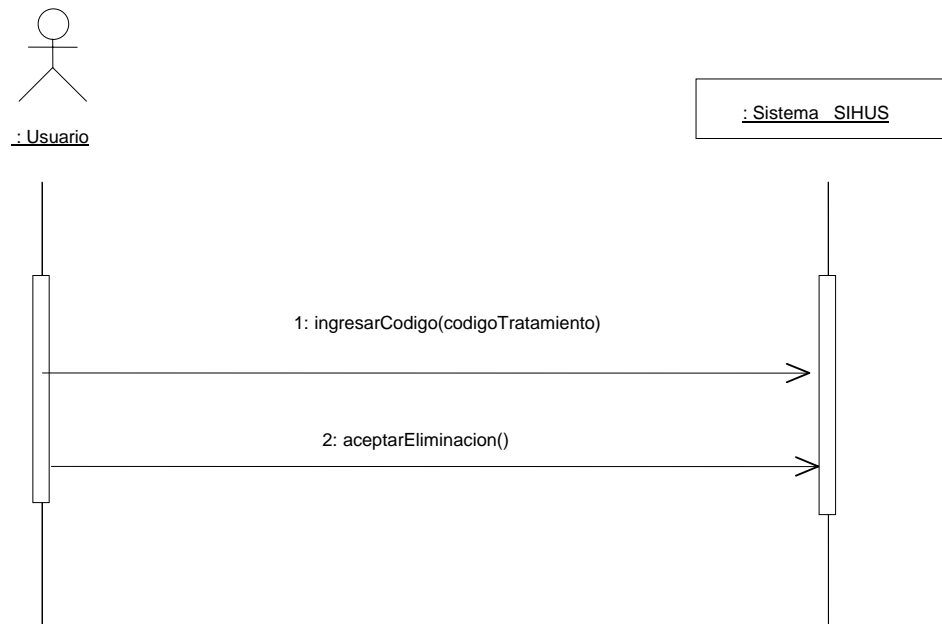 : Usuario
: Sistema SIHUS
1: ingresarCodigo(codigoTratamiento)
2: aceptarEliminacion()